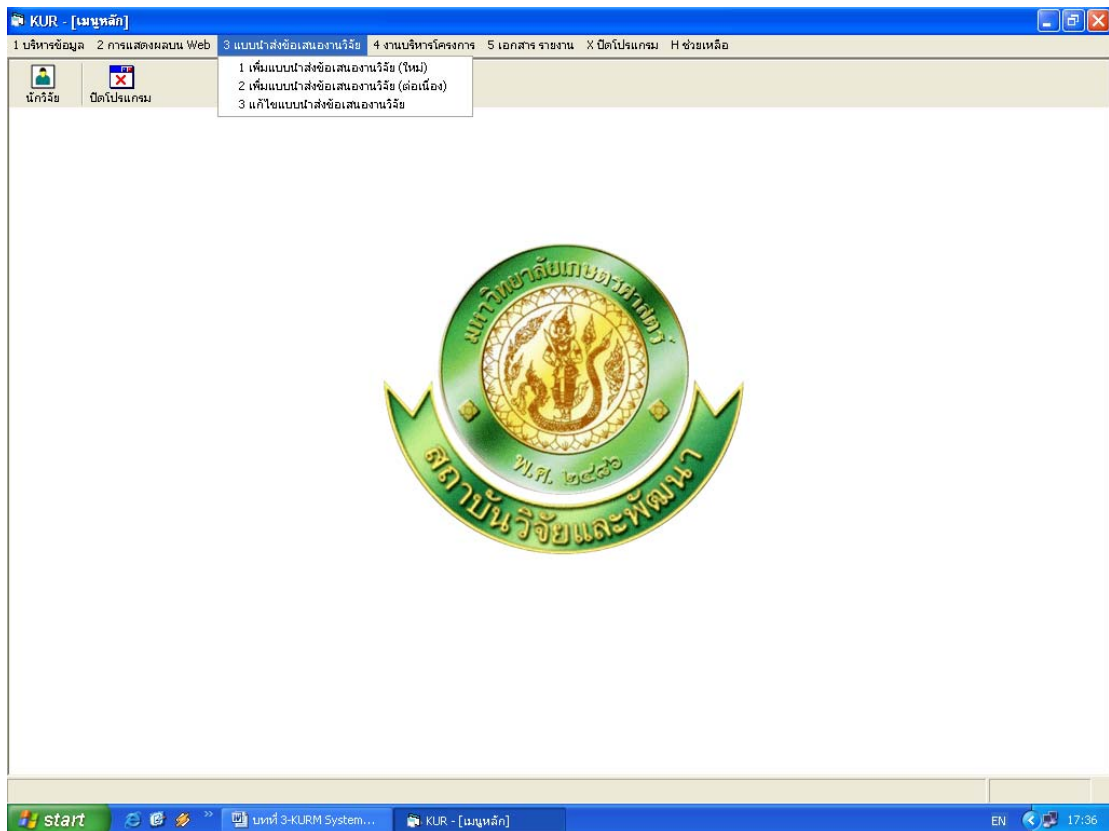 KUR - [เมนูหลัก]
1 บริหารข้อมูล 2 การแสดงผลบน Web 3 แบบนำส่งข้อเสนองานวิจัย 4 งานบริหารโครงการ 5 เอกสาร รายงาน X ปิดโปรแกรม H ช่วยเหลือ
1 เพิ่มแบบนำส่งข้อเสนองานวิจัย (ใหม่)
2 เพิ่มแบบนำส่งข้อเสนองานวิจัย (ต่อเนื่อง)
3 แก้ไขแบบนำส่งข้อเสนองานวิจัย
นักวิจัย ปิดโปรแกรม
มหาวิทยาลัยเกษตรศาสตร์
พ.ศ. ๒๔๘๖
สถาบันวิจัยและพัฒนา
start บทที่ 3-KURM System... KUR - [เมนูหลัก] EN 17:36